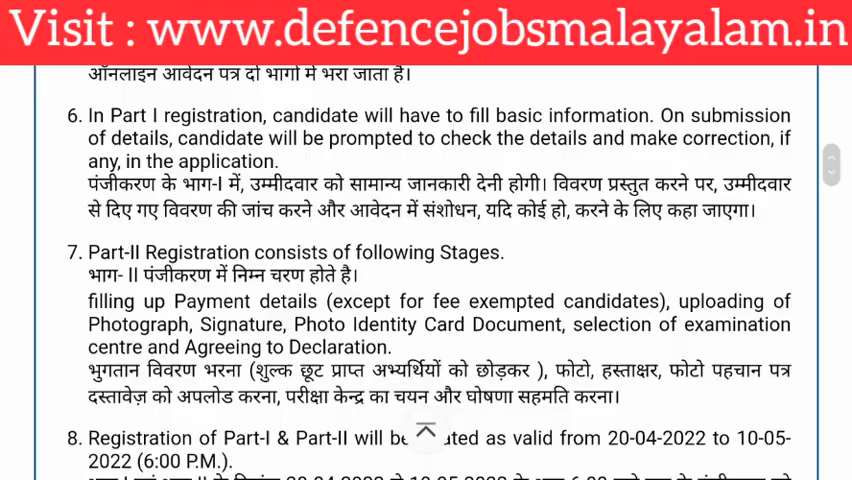 Visit : www.defencejobsmalayalam.in
ऑनलाइन आवेदन पत्र दो भागों में भरा जाता है।
6. In Part I registration, candidate will have to fill basic information. On submission
of details, candidate will be prompted to check the details and make correction, if
any, in the application.
पंजीकरण के भाग-I में, उम्मीदवार को सामान्य जानकारी देनी होगी। विवरण प्रस्तुत करने पर, उम्मीदवार
से दिए गए विवरण की जांच करने और आवेदन में संशोधन, यदि कोई हो, करने के लिए कहा जाएगा।
7. Part-II Registration consists of following Stages.
भाग- II पंजीकरण में निम्न चरण होते है।
filling up Payment details (except for fee exempted candidates), uploading of
Photograph, Signature, Photo Identity Card Document, selection of examination
centre and Agreeing to Declaration.
भुगतान विवरण भरना (शुल्क छूट प्राप्त अभ्यर्थियों को छोड़कर ), फोटो, हस्ताक्षर, फोटो पहचान पत्र
दस्तावेज़ को अपलोड करना, परीक्षा केन्द्र का चयन और घोषणा सहमति करना।
8. Registration of Part-I & Part-II will be ated as valid from 20-04-2022 to 10-05-
2022 (6:00 P.M.).